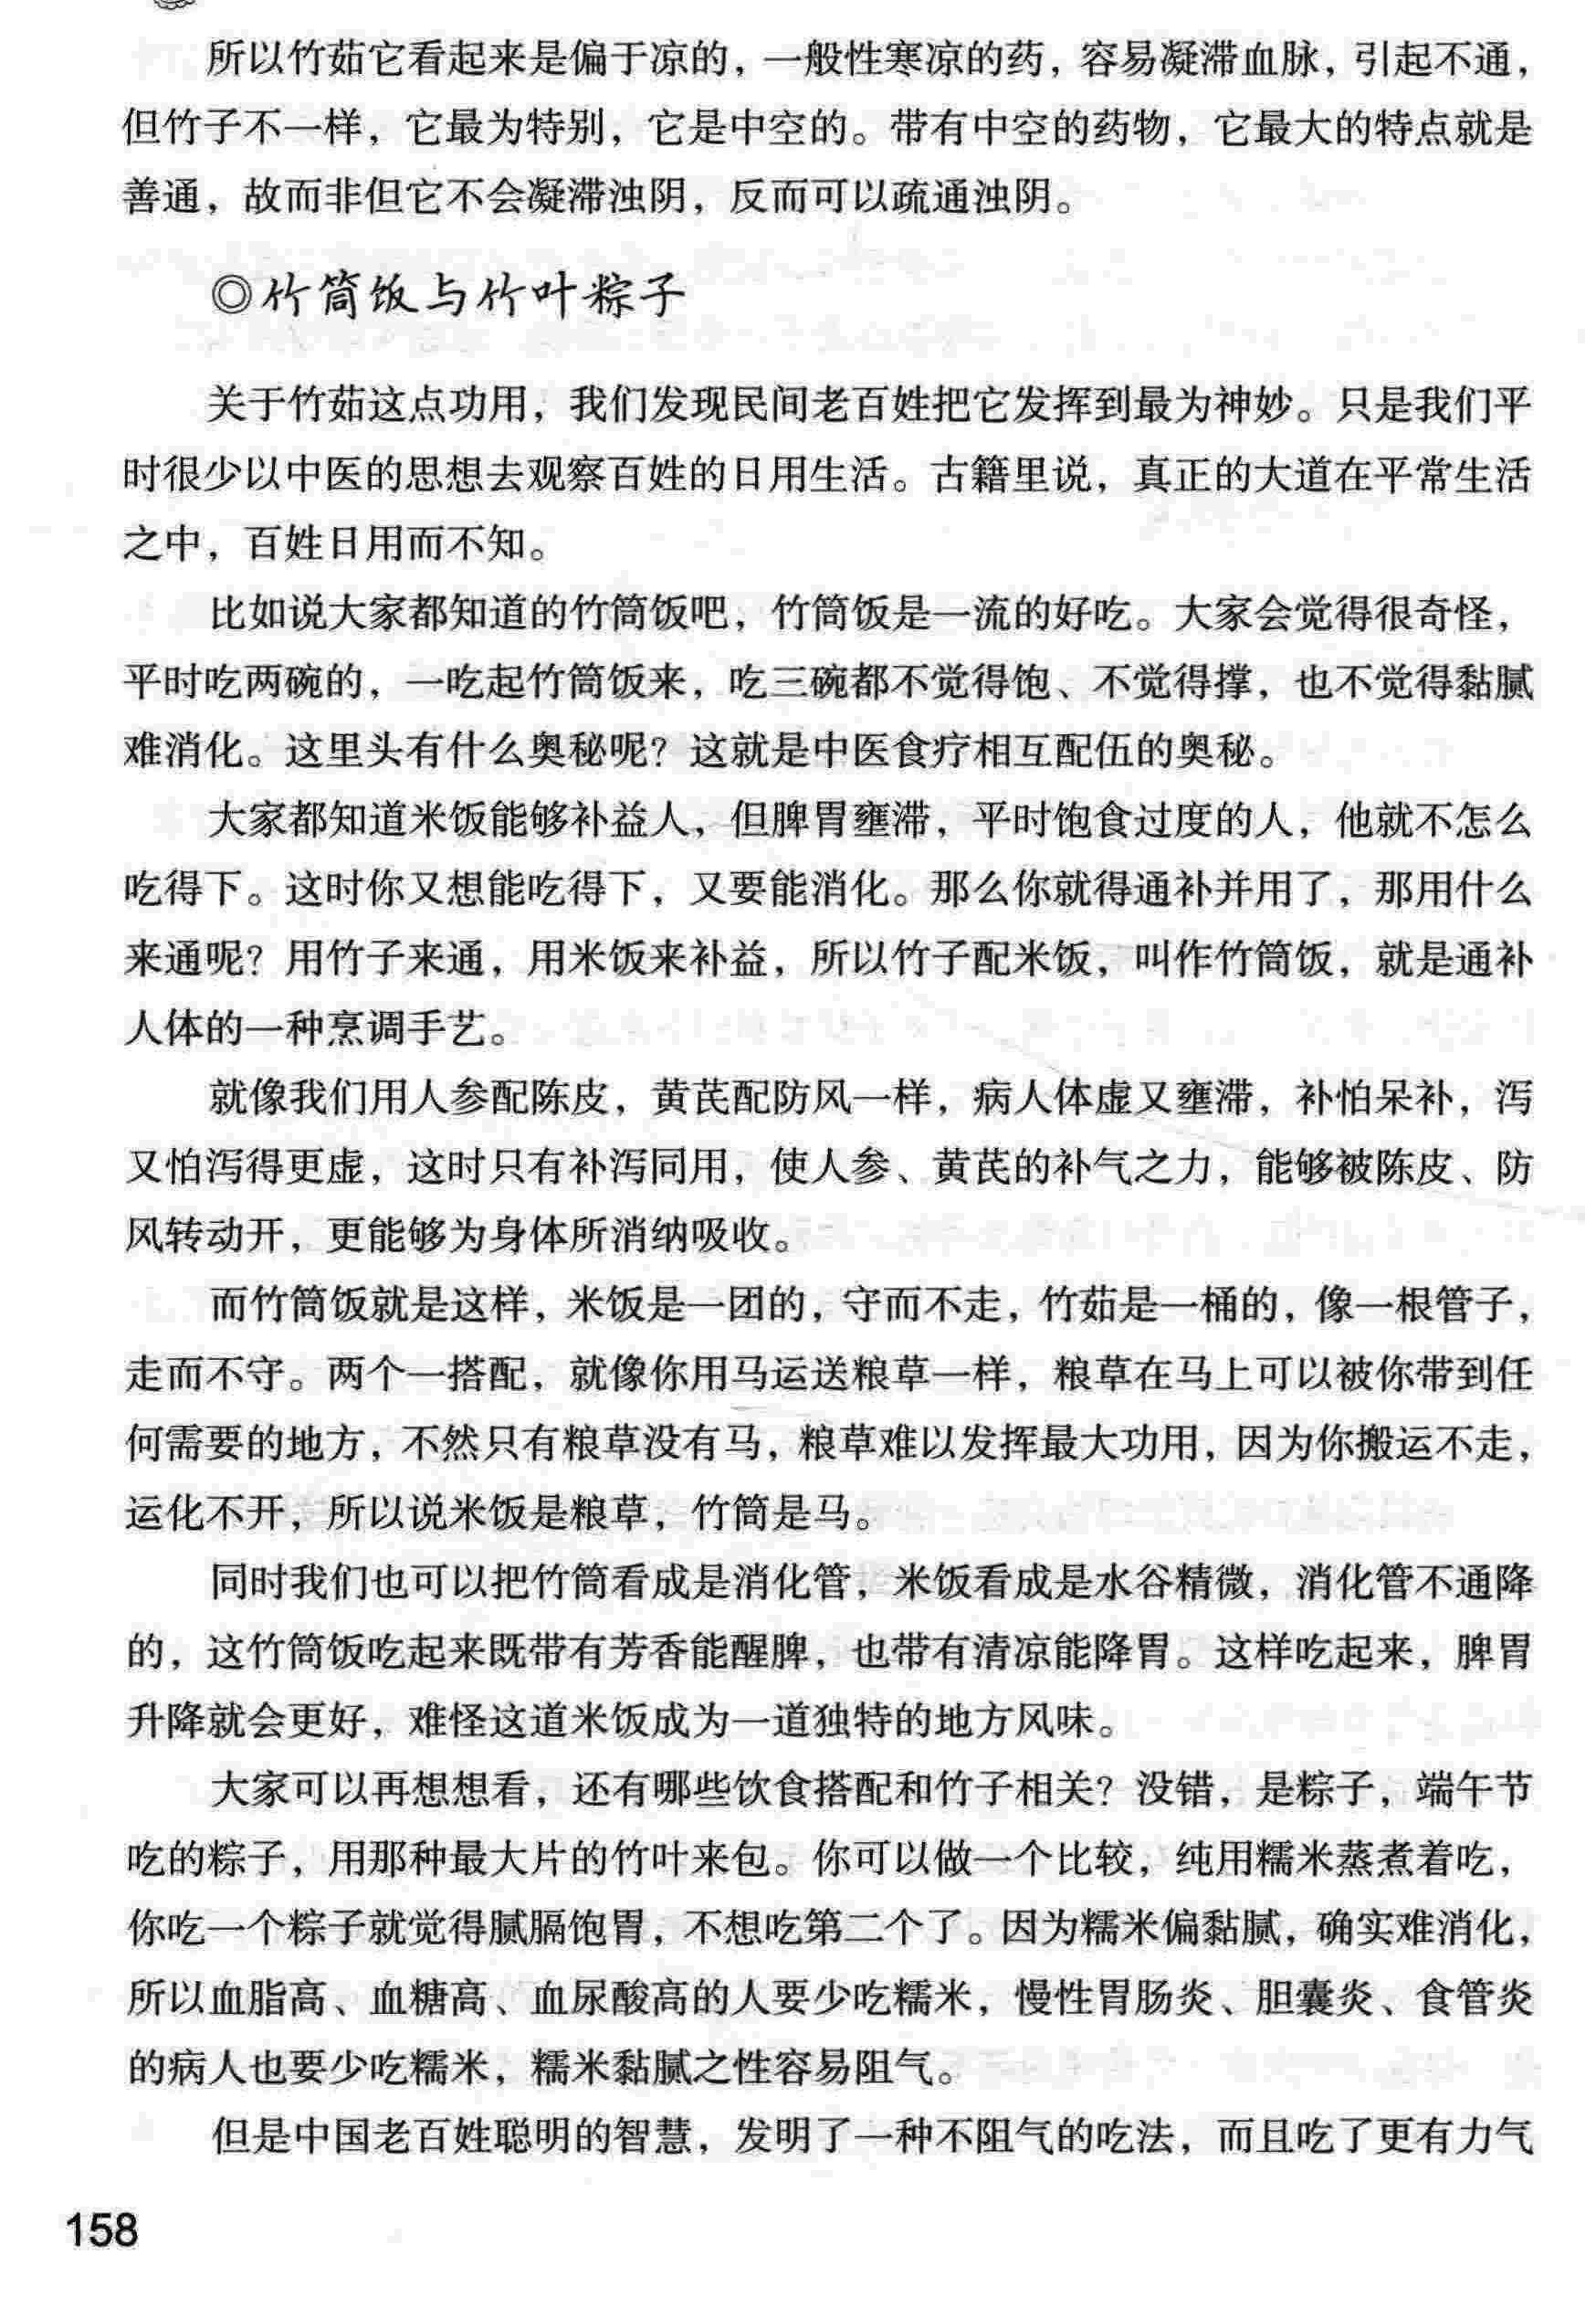 所以竹茹它看起来是偏于凉的，一般性寒凉的药，容易凝滞血脉，引起不通，
但竹子不一样，它最为特别，它是中空的。带有中空的药物，它最大的特点就是
善通，故而非但它不会凝滞浊阴，反而可以疏通浊阴。
◎竹筒饭与竹叶粽子
关于竹茹这点功用，我们发现民间老百姓把它发挥到最为神妙。只是我们平
时很少以中医的思想去观察百姓的日用生活。古籍里说，真正的大道在平常生活
之中，百姓日用而不知。
比如说大家都知道的竹筒饭吧，竹筒饭是一流的好吃。大家会觉得很奇怪，
平时吃两碗的，一吃起竹筒饭来，吃三碗都不觉得饱、不觉得撑，也不觉得黏腻
难消化。这里头有什么奥秘呢？这就是中医食疗相互配伍的奥秘。
大家都知道米饭能够补益人，但脾胃壅滞，平时饱食过度的人，他就不怎么
吃得下。这时你又想能吃得下，又要能消化。那么你就得通补并用了，那用什么
来通呢？用竹子来通，用米饭来补益，所以竹子配米饭，叫作竹筒饭，就是通补
人体的一种烹调手艺。
就像我们用人参配陈皮，黄芪配防风一样，病人体虚又壅滞，补怕呆补，泻
又怕泻得更虚，这时只有补泻同用，使人参、黄芪的补气之力，能够被陈皮、防
风转动开，更能够为身体所消纳吸收。
而竹筒饭就是这样，米饭是一团的，守而不走，竹茹是一桶的，像一根管子，
走而不守。两个一搭配，就像你用马运送粮草一样，粮草在马上可以被你带到任
何需要的地方，不然只有粮草没有马，粮草难以发挥最大功用，因为你搬运不走，
运化不开，所以说米饭是粮草，竹筒是马。
同时我们也可以把竹筒看成是消化管，米饭看成是水谷精微，消化管不通降
的，这竹筒饭吃起来既带有芳香能醒脾，也带有清凉能降胃。这样吃起来，脾胃
升降就会更好，难怪这道米饭成为一道独特的地方风味。
大家可以再想想看，还有哪些饮食搭配和竹子相关？没错，是粽子，端午节
吃的粽子，用那种最大片的竹叶来包。你可以做一个比较，纯用糯米蒸煮着吃，
你吃一个粽子就觉得腻膈饱胃，不想吃第二个了。因为糯米偏黏腻，确实难消化，
所以血脂高、血糖高、血尿酸高的人要少吃糯米，慢性胃肠炎、胆囊炎、食管炎
的病人也要少吃糯米，糯米黏腻之性容易阻气。
但是中国老百姓聪明的智慧，发明了一种不阻气的吃法，而且吃了更有力气
158